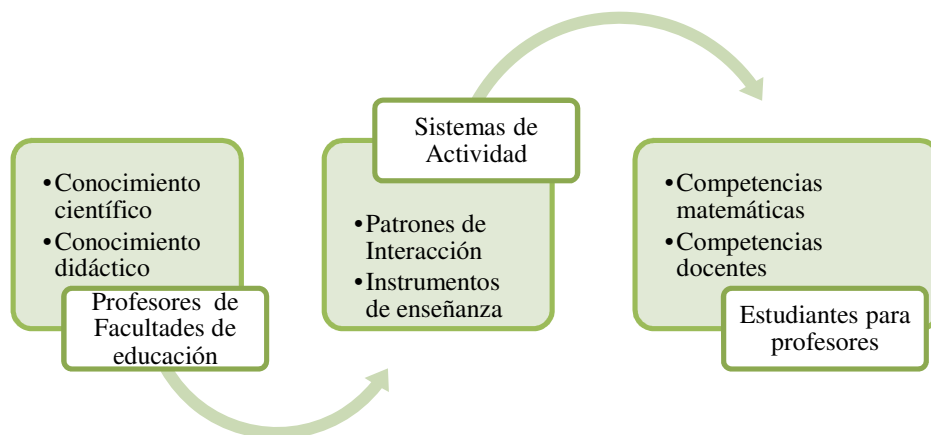 •Conocimiento
científico
•Conocimiento
didáctico
Profesores de
Facultades de
educación
Sistemas de
Actividad
•Patrones de
Interacción
•Instrumentos
de enseñanza
•Competencias
matemáticas
•Competencias
docentes
Estudiantes para
profesores